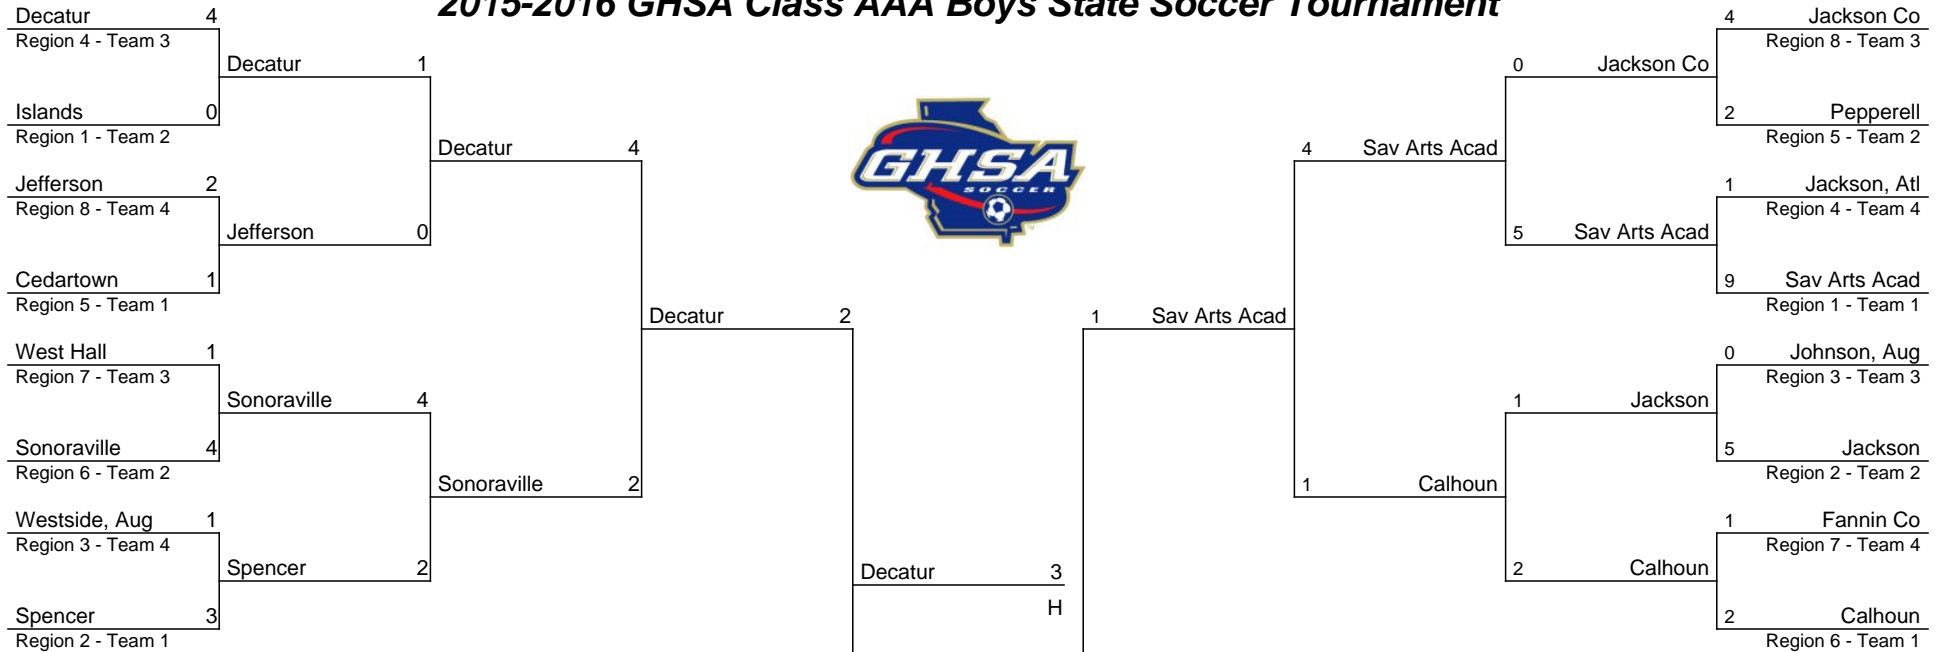 2015-2016 GHSA Class AAA Boys State Soccer Tournament
Decatur 4
Region 4 - Team 3
Decatur 1
Islands 0
Region 1 - Team 2
Decatur 4
Jefferson 2
Region 8 - Team 4
Jefferson 0
Cedartown 1
Region 5 - Team 1
Decatur 2
West Hall 1
Region 7 - Team 3
Sonoraville 4
Sonoraville 4
Region 6 - Team 2
Sonoraville 2
Westside, Aug 1
Region 3 - Team 4
Spencer 2
Spencer 3
Region 2 - Team 1
GHSA
SOCCER
Decatur 3
H
4 Jackson Co
Region 8 - Team 3
0 Jackson Co
2 Pepperell
Region 5 - Team 2
4 Sav Arts Acad
1 Jackson, Atl
Region 4 - Team 4
5 Sav Arts Acad
9 Sav Arts Acad
Region 1 - Team 1
1 Sav Arts Acad
0 Johnson, Aug
Region 3 - Team 3
1 Jackson
5 Jackson
Region 2 - Team 2
1 Calhoun
1 Fannin Co
Region 7 - Team 4
2 Calhoun
2 Calhoun
Region 6 - Team 1